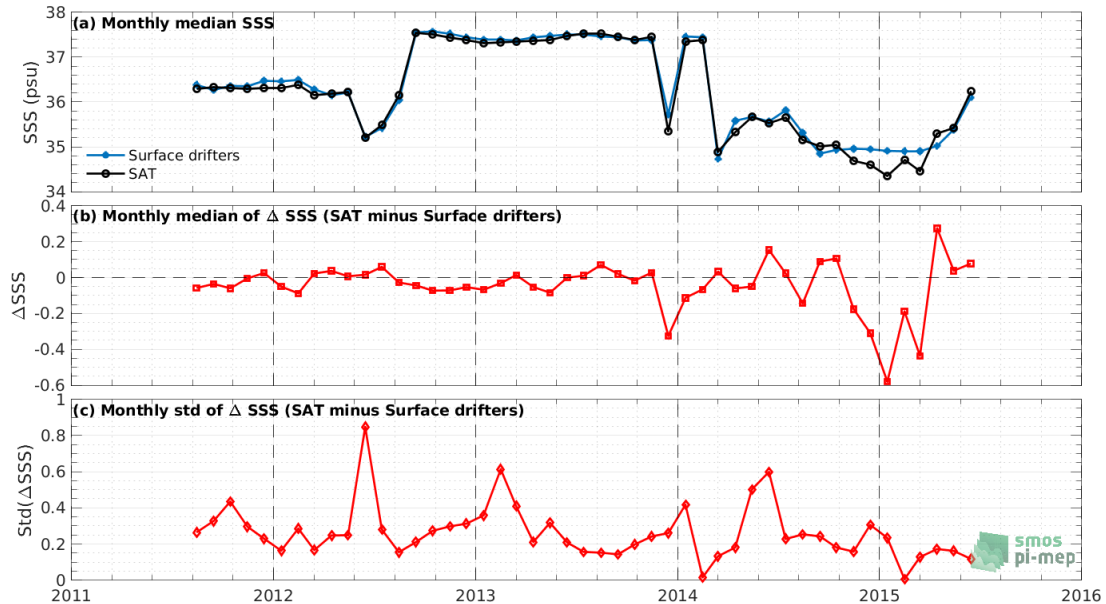 (a) Monthly median SSS
38
37
36
35
34
SSS (psu)
Surface drifters
SAT
(b) Monthly median of Δ SSS (SAT minus Surface drifters)
0.4
0.2
0
-0.2
-0.4
-0.6
ΔSSS
(c) Monthly std of Δ SSS (SAT minus Surface drifters)
1
0.8
0.6
0.4
0.2
0
Std(ΔSSS)
smos
pi-mep
2011 2012 2013 2014 2015 2016